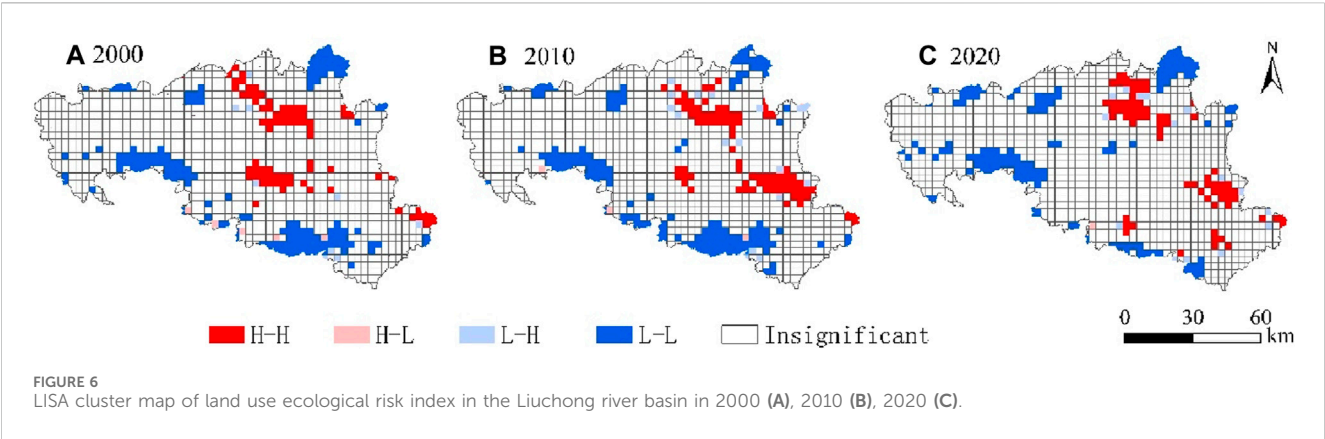 A 2000
B 2010
C 2020
N
H-H
H-L
L-H
L-L
Insignificant
0 30 60
km
FIGURE 6
LISA cluster map of land use ecological risk index in the Liuchong river basin in 2000 (A), 2010 (B), 2020 (C).